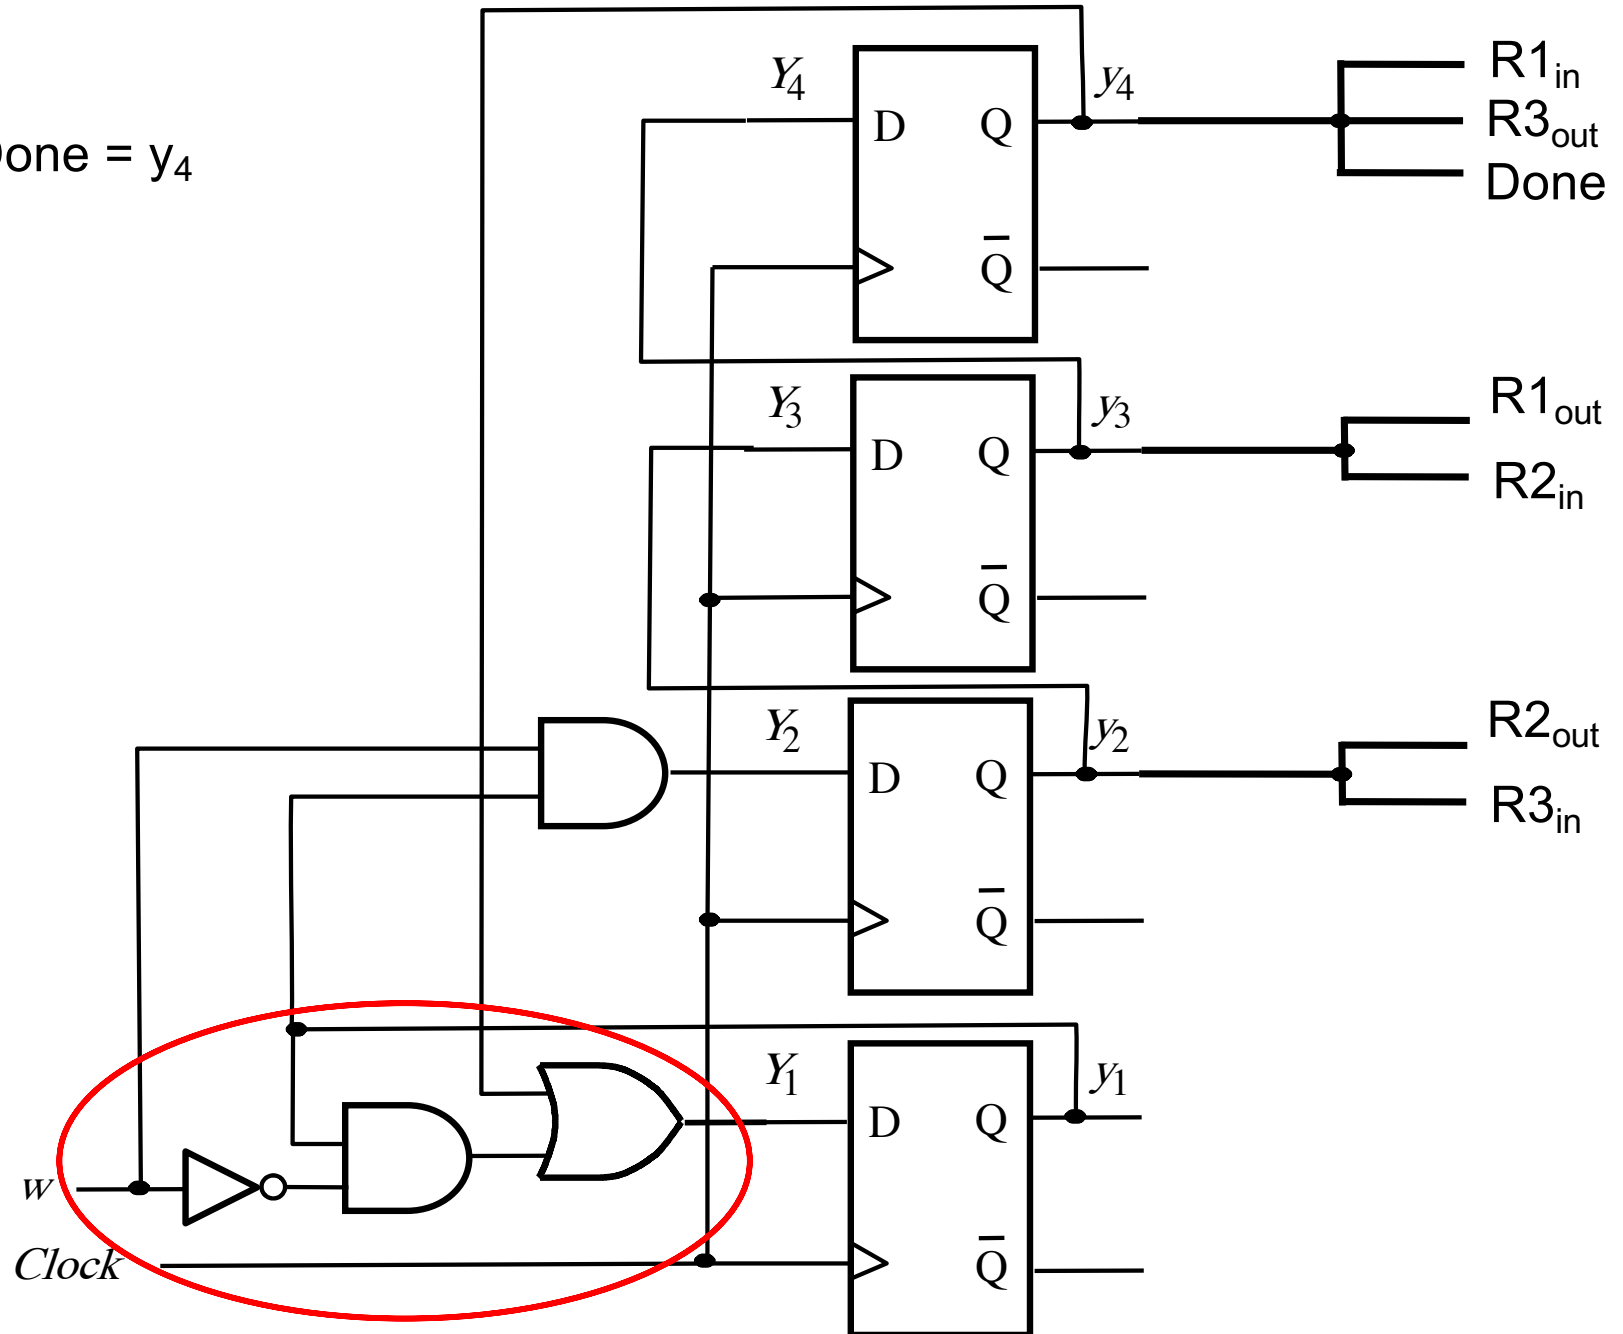 one = y4
Y4
y4
D Q
Q̅
R1in
R3out
Done
Y3
y3
D Q
Q̅
R1out
R2in
Y2
y2
D Q
Q̅
R2out
R3in
Y1
y1
D Q
Q̅
w
Clock